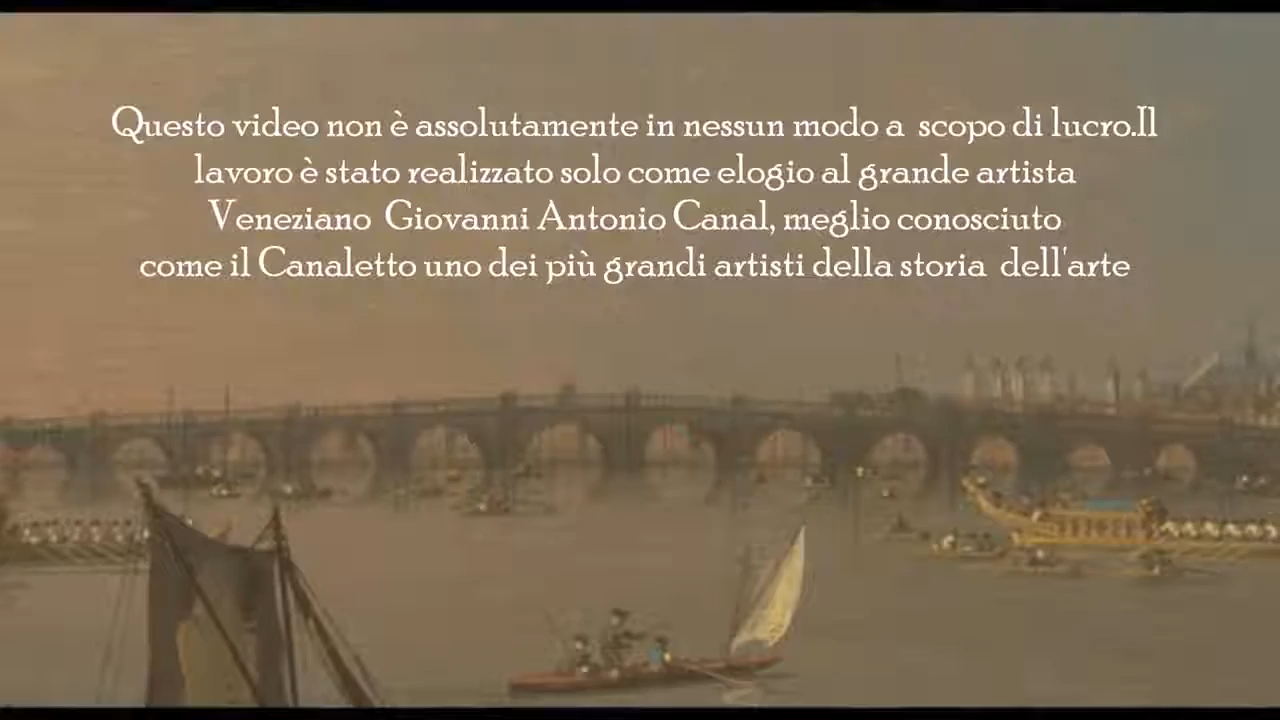 Questo video non è assolutamente in nessun modo a scopo di lucro.Il
lavoro è stato realizzato solo come elogio al grande artista
Veneziano Giovanni Antonio Canal, meglio conosciuto
come il Canaletto uno dei più grandi artisti della storia dell'arte